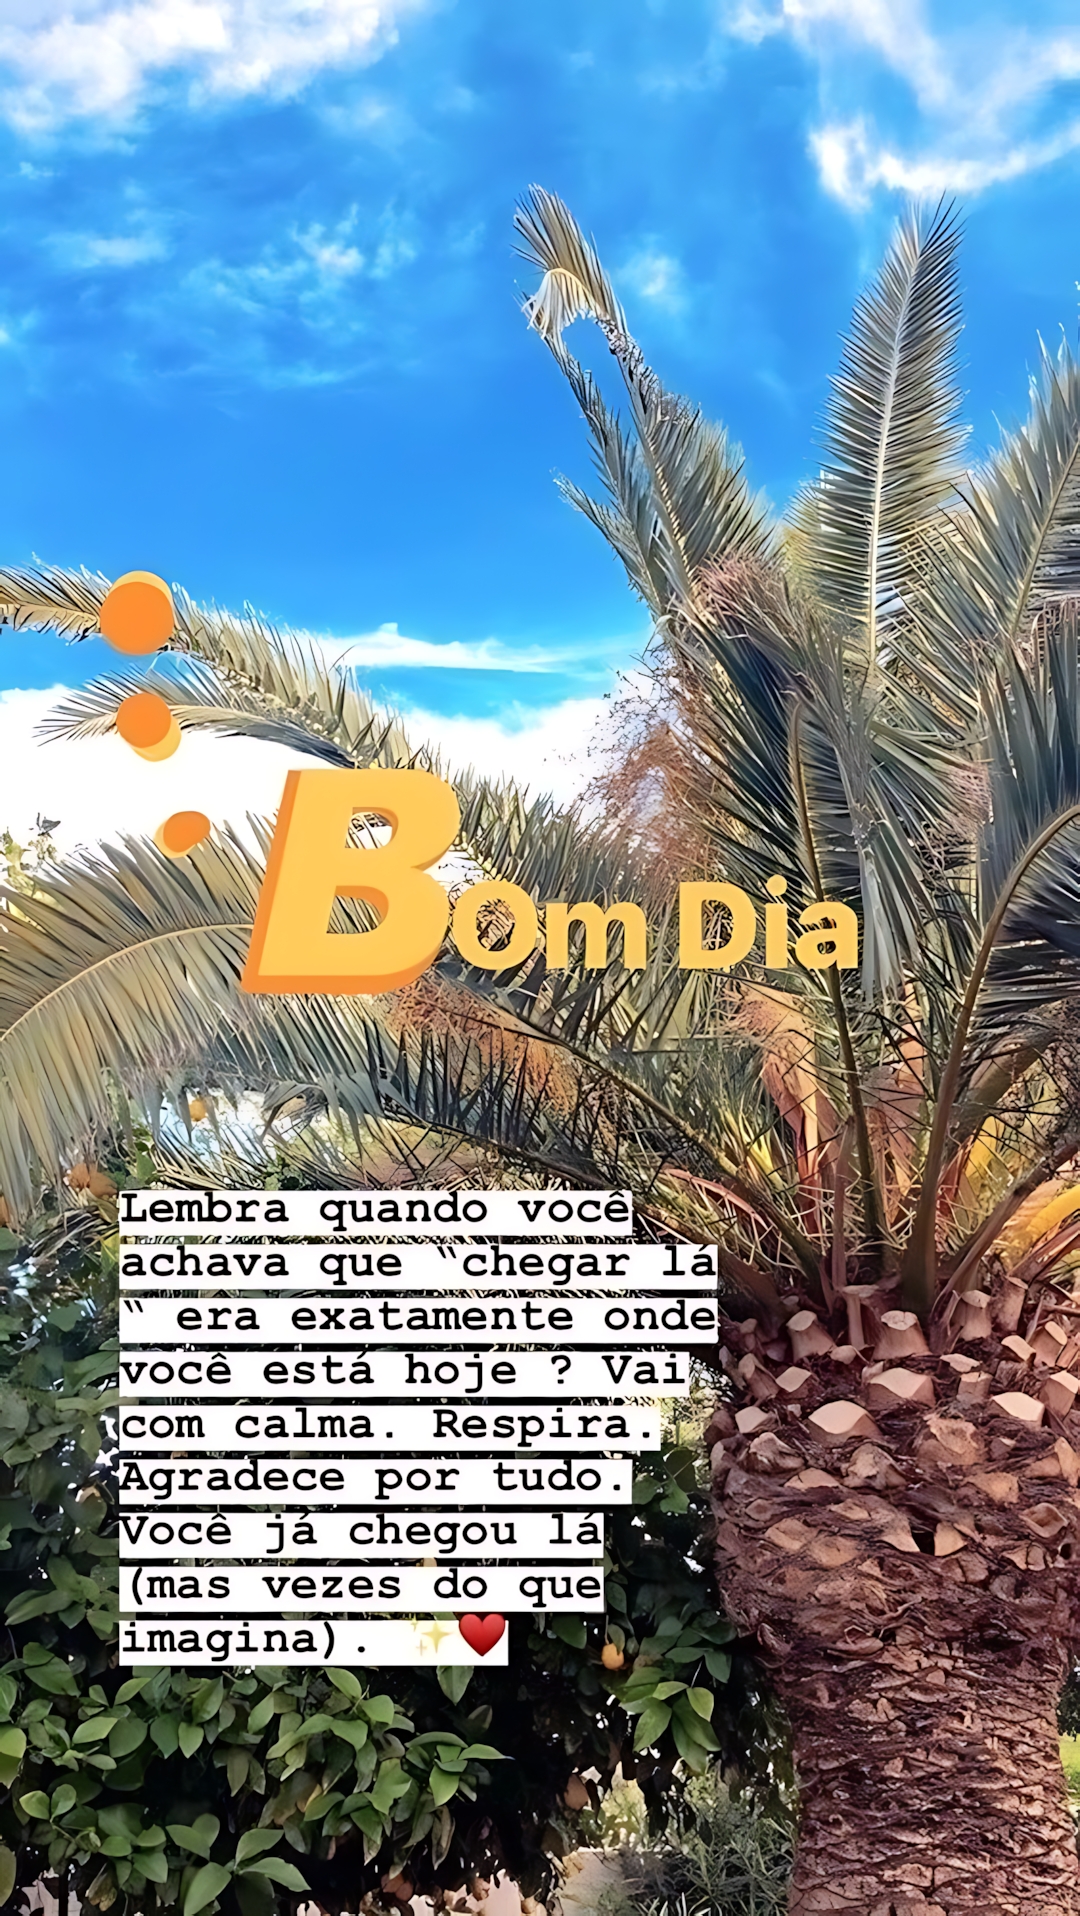 Bom Dia
Lembra quando você
achava que “chegar lá
“ era exatamente onde
você está hoje ? Vai
com calma. Respira.
Agradece por tudo.
Você já chegou lá
(mas vezes do que
imagina). ✨❤️